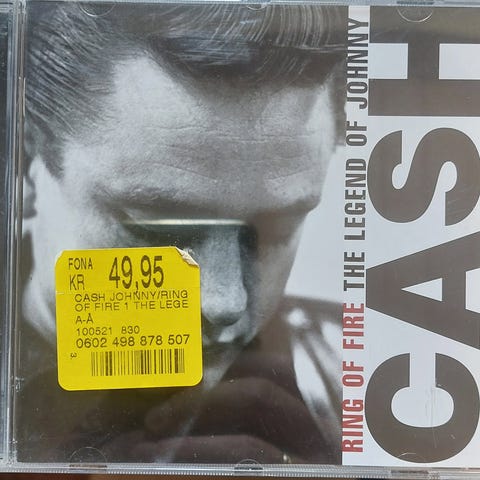 RING OF FIRE THE LEGEND OF JOHNNY
CASH
FONA
KR 49,95
CASH JOHNNY/RING
OF FIRE 1 THE LEGE
A-Å
100521 830
0602 498 878 507
3